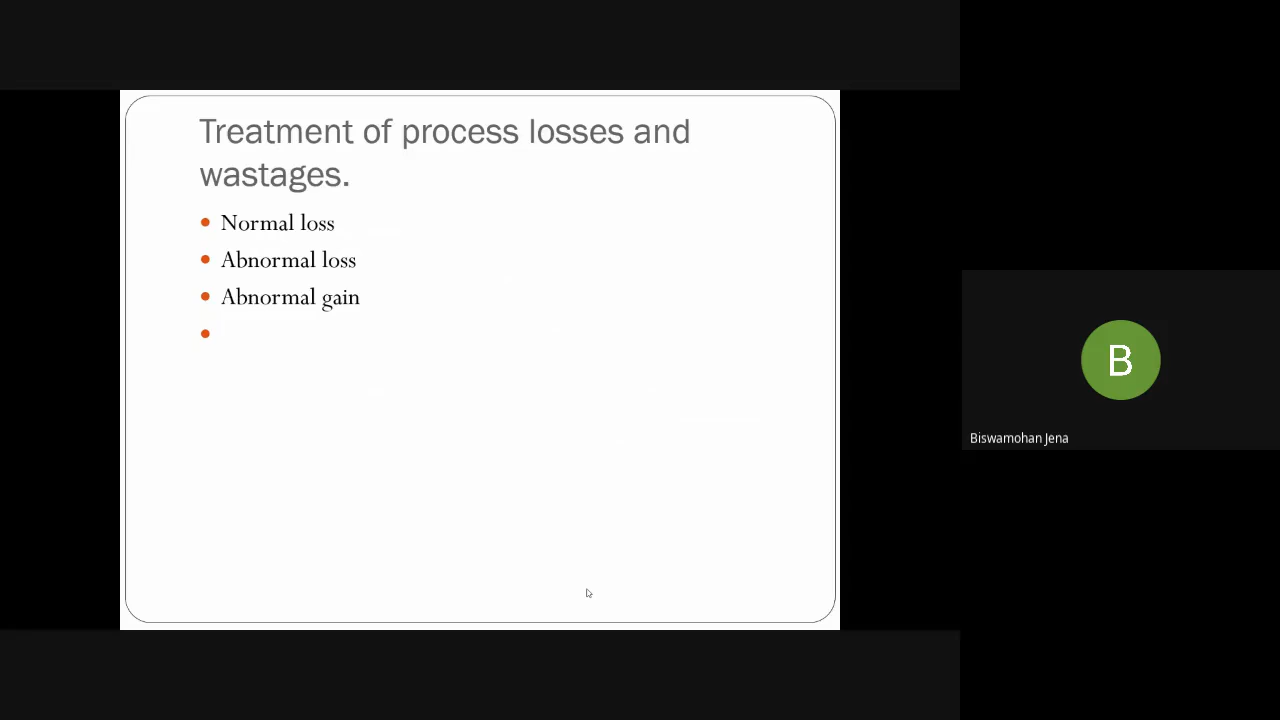 Treatment of process losses and
wastages.
Normal loss
Abnormal loss
Abnormal gain
B
Biswamohan Jena